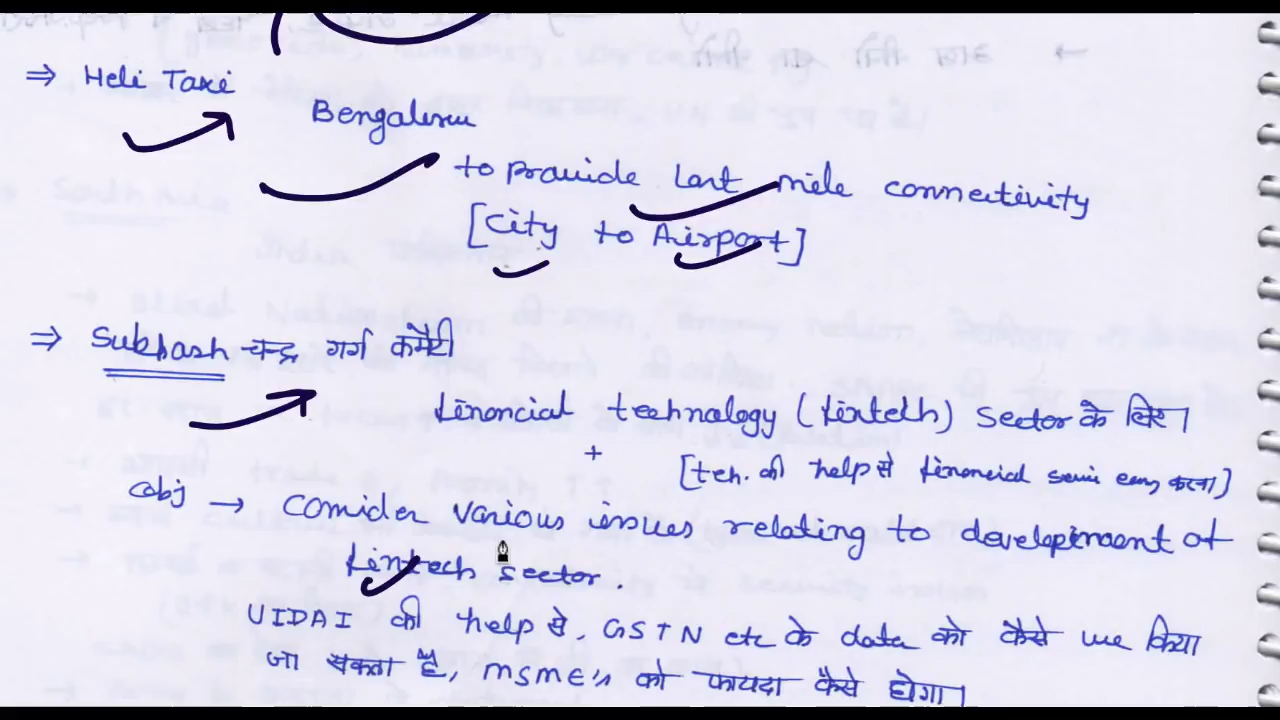 ⇒ Heli Taxi
Bengaluru
to provide last mile connectivity
[City to Airport]
⇒ Subhash चन्द्र गर्ग कमेटी
financial technology (fintech) sector के लिए।
+
[teh. की help से financial servi easy करना]
obj → Consider various issues relating to development of
fintech sector.
UIDAI की help से, GSTN etc के data को कैसे use किया
जा सकता है, MSME's को फायदा कैसे होगा।